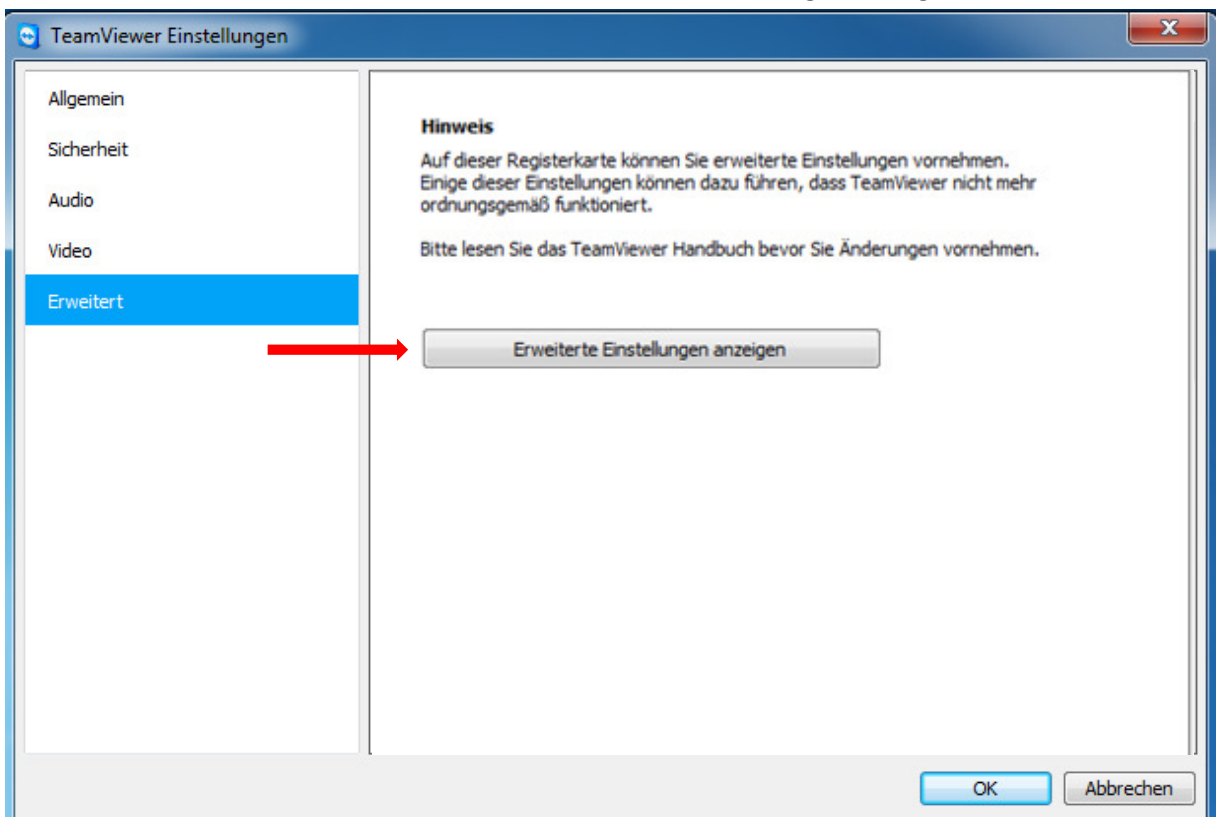 TeamViewer Einstellungen
X
Allgemein
Sicherheit
Audio
Video
Erweitert
Hinweis
Auf dieser Registerkarte können Sie erweiterte Einstellungen vornehmen.
Einige dieser Einstellungen können dazu führen, dass TeamViewer nicht mehr
ordnungsgemäß funktioniert.
Bitte lesen Sie das TeamViewer Handbuch bevor Sie Änderungen vornehmen.
Erweiterte Einstellungen anzeigen
OK
Abbrechen